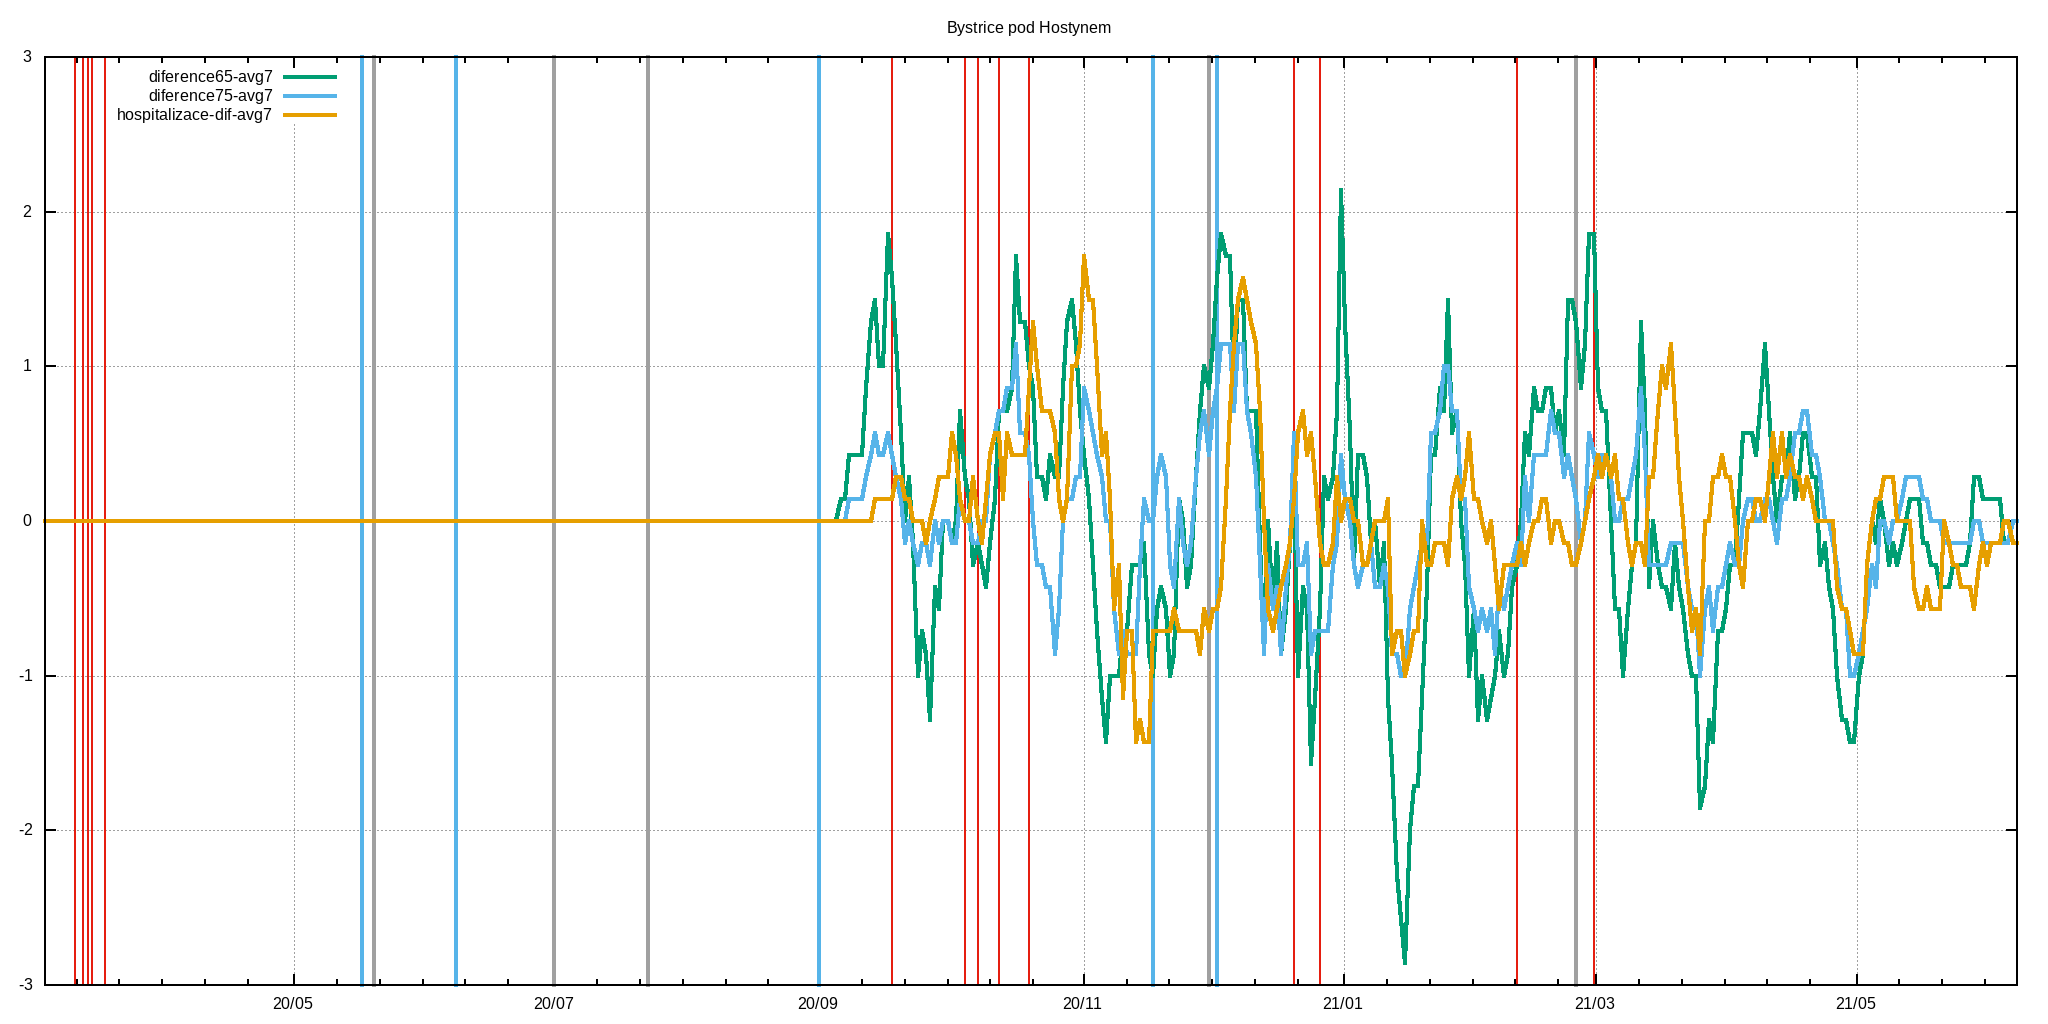 Bystrice pod Hostynem
diference65-avg7
diference75-avg7
hospitalizace-dif-avg7
3
2
1
0
-1
-2
-3
20/05 20/07 20/09 20/11 21/01 21/03 21/05